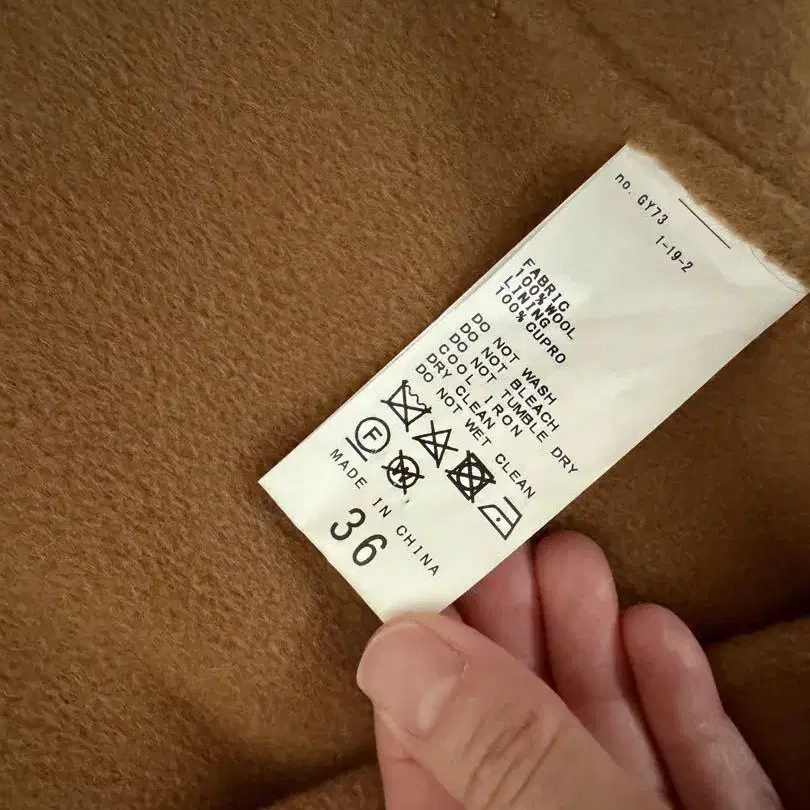 no. GY73
1-19-2
FABRIC
100%WOOL
LINING
100%CUPRO
DO NOT WASH
DO NOT BLEACH
DO NOT TUMBLE DRY
COOL IRON
DRY CLEAN
DO NOT WET CLEAN
F
W
MADE IN CHINA
36